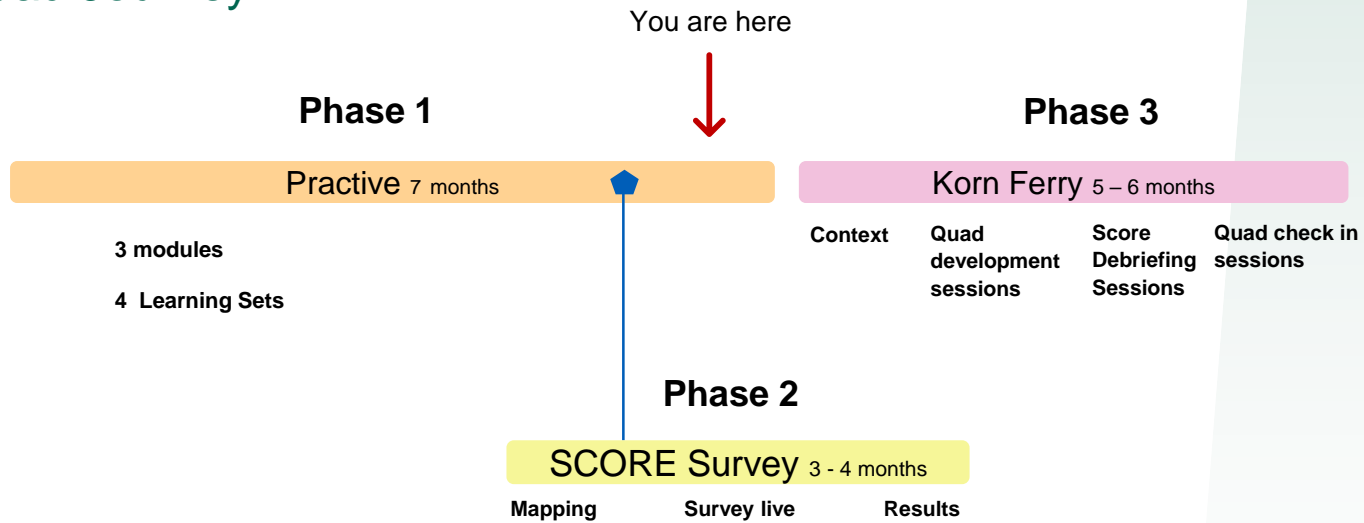 You are here
Phase 1
Phase 3
Practive 7 months
Korn Ferry 5 – 6 months
3 modules
4 Learning Sets
Context
Quad
development
sessions
Score
Debriefing
Sessions
Quad check in
sessions
Phase 2
SCORE Survey 3 - 4 months
Mapping
Survey live
Results